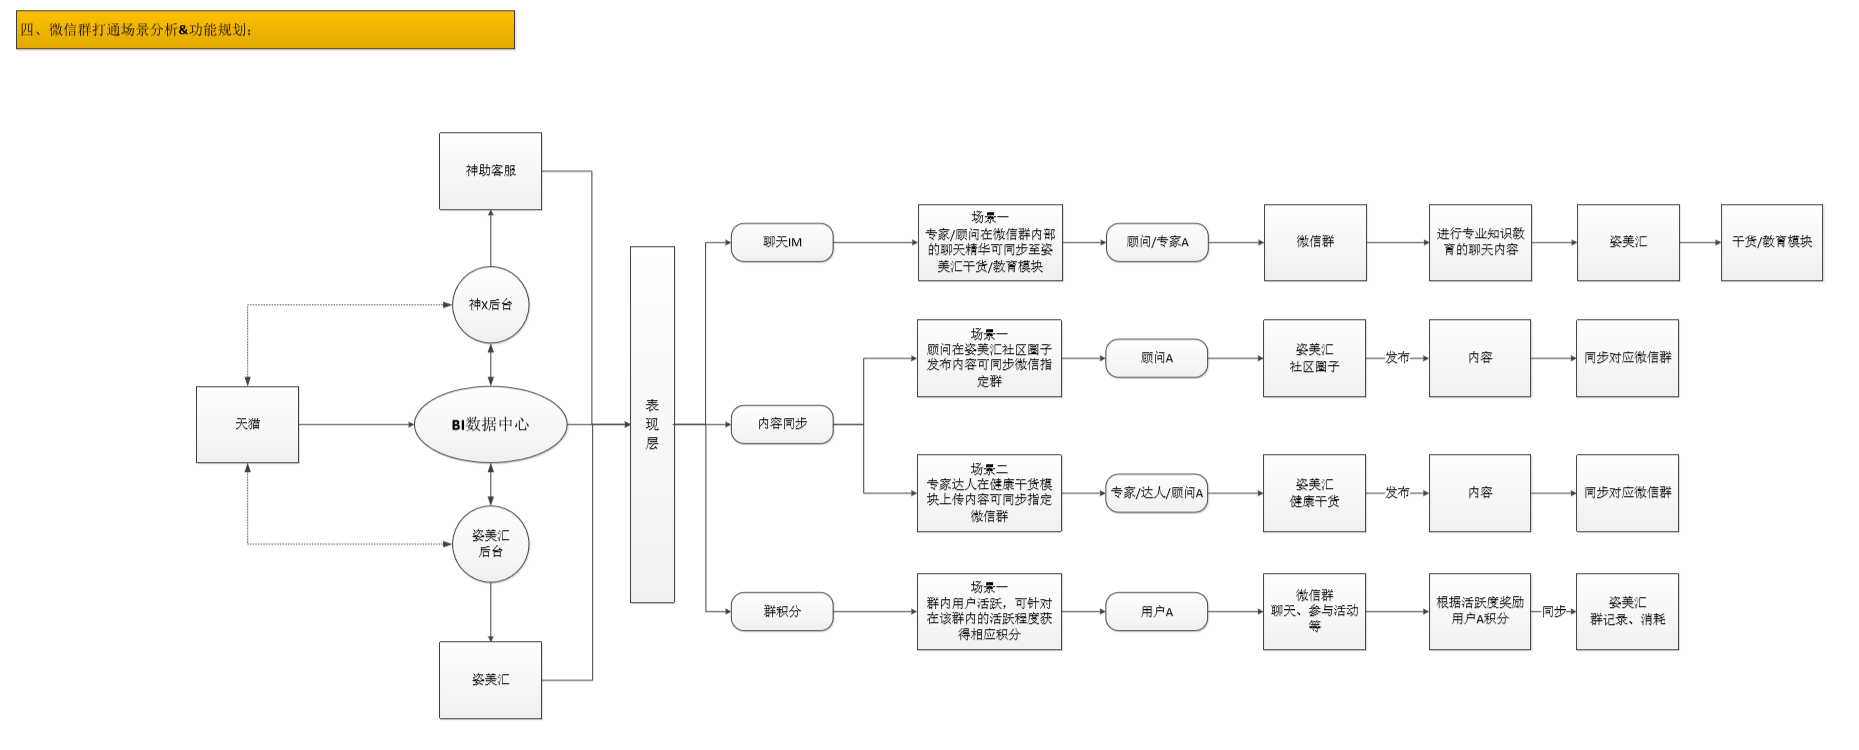 四、微信群打通场景分析&功能规划：
神助客服
神X后台
天猫
BI数据中心
姿美汇
后台
姿美汇
表
现
层
聊天IM
场景一
专家/顾问在微信群内部
的聊天精华可同步至姿
美汇干货/教育模块
顾问/专家A
微信群
进行专业知识教
育的聊天内容
姿美汇
干货/教育模块
内容同步
场景一
顾问在姿美汇社区圈子
发布内容可同步微信指
定群
顾问A
姿美汇
社区圈子
发布
内容
同步对应微信群
场景二
专家达人在健康干货模
块上传内容可同步指定
微信群
专家/达人/顾问A
姿美汇
健康干货
发布
内容
同步对应微信群
群积分
场景一
群内用户活跃，可针对
在该群内的活跃程度获
得相应积分
用户A
微信群
聊天、参与活动
等
根据活跃度奖励
用户A积分
同步
姿美汇
群记录、消耗